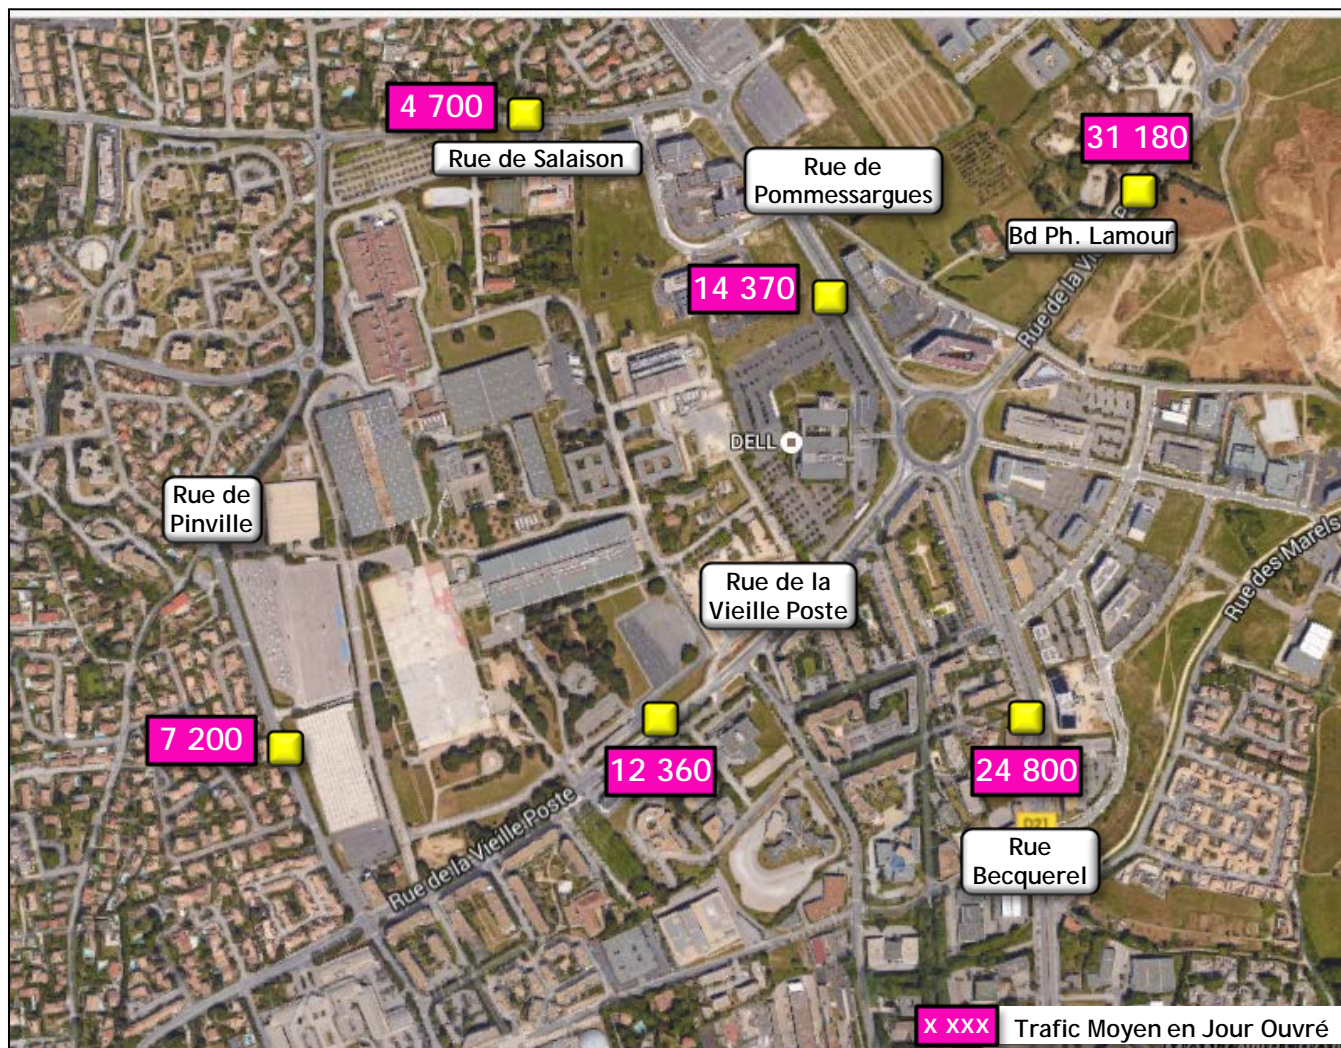 4 700
Rue de Salaison
Rue de
Pommessargues
31 180
Bd Ph. Lamour
Rue de la Vie
14 370
DELL
Rue de
Pinville
Rue de la
Vieille Poste
Rue des Marels
7 200
12 360
24 800
D21
Rue de la Vieille Poste
Rue
Becquerel
X XXX Trafic Moyen en Jour Ouvré